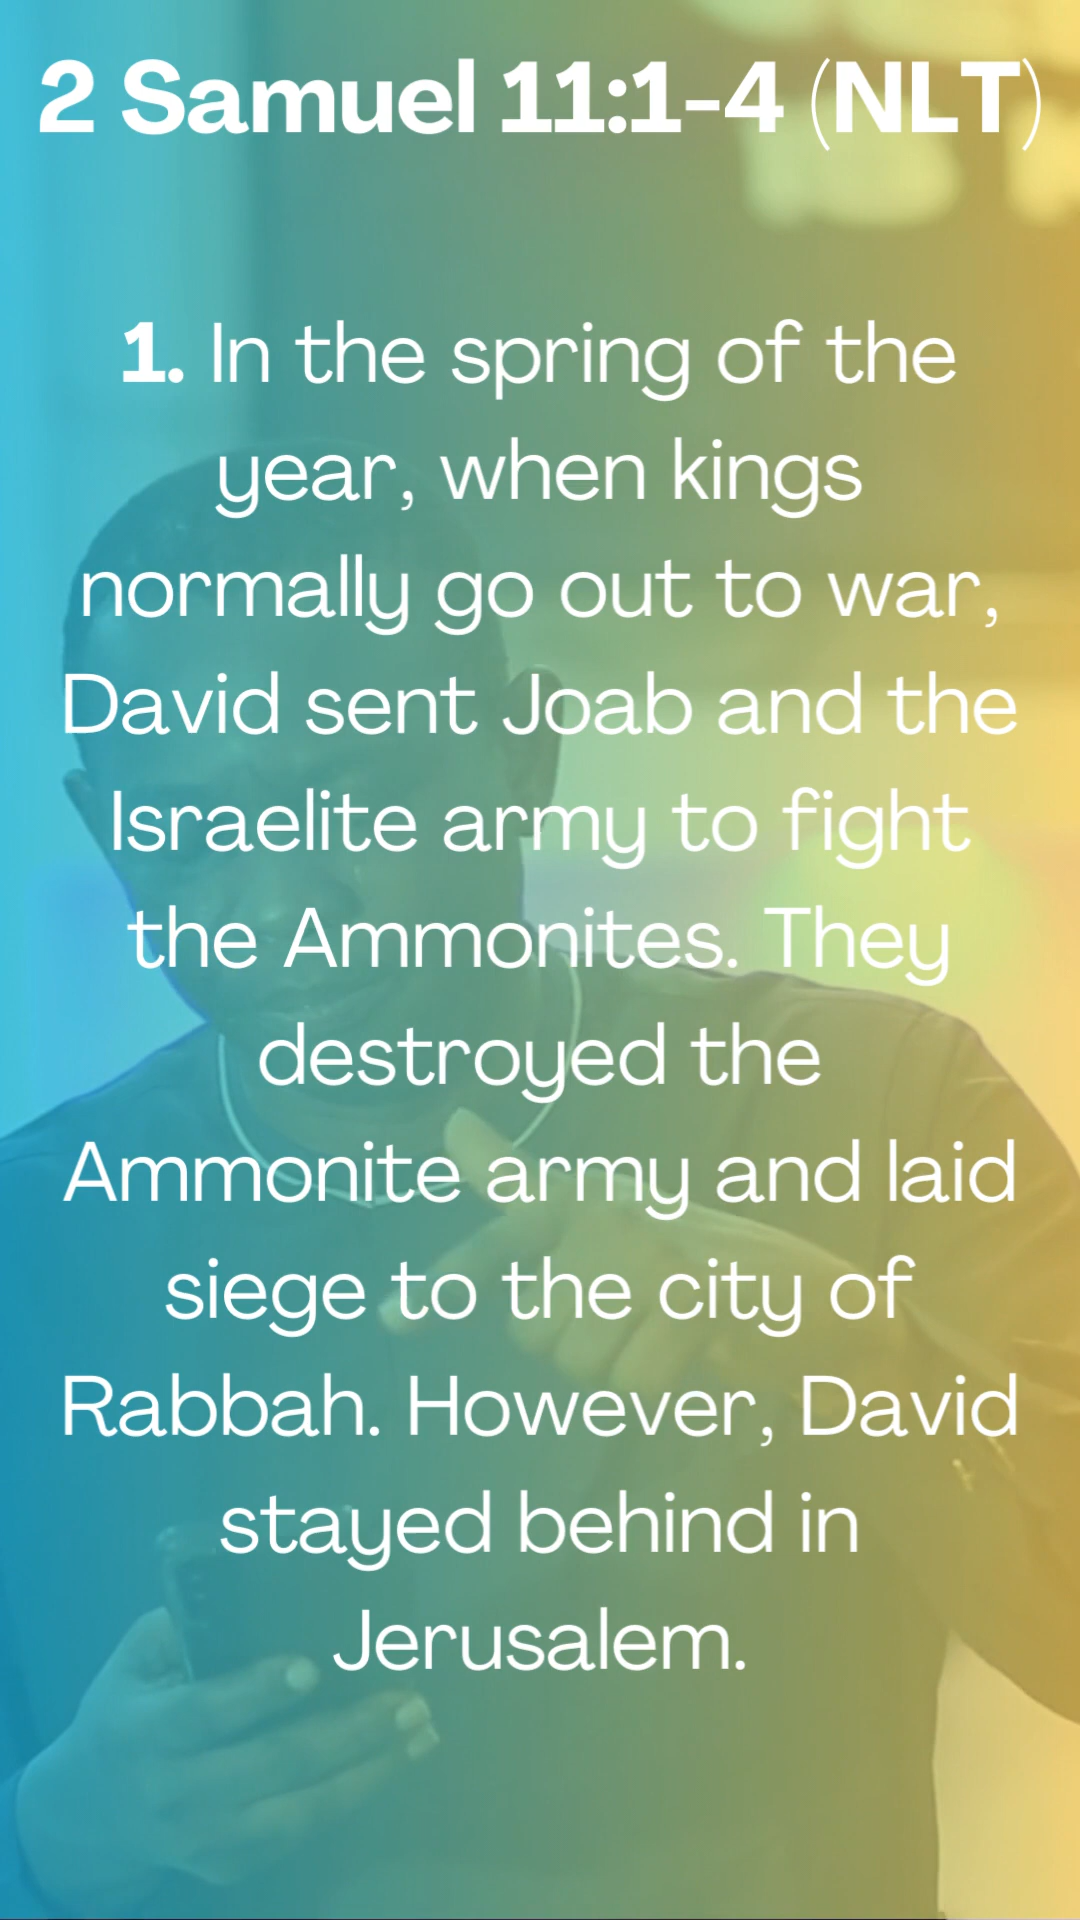 2 Samuel 11:1-4 (NLT)
1. In the spring of the
year, when kings
normally go out to war,
David sent Joab and the
Israelite army to fight
the Ammonites. They
destroyed the
Ammonite army and laid
siege to the city of
Rabbah. However, David
stayed behind in
Jerusalem.